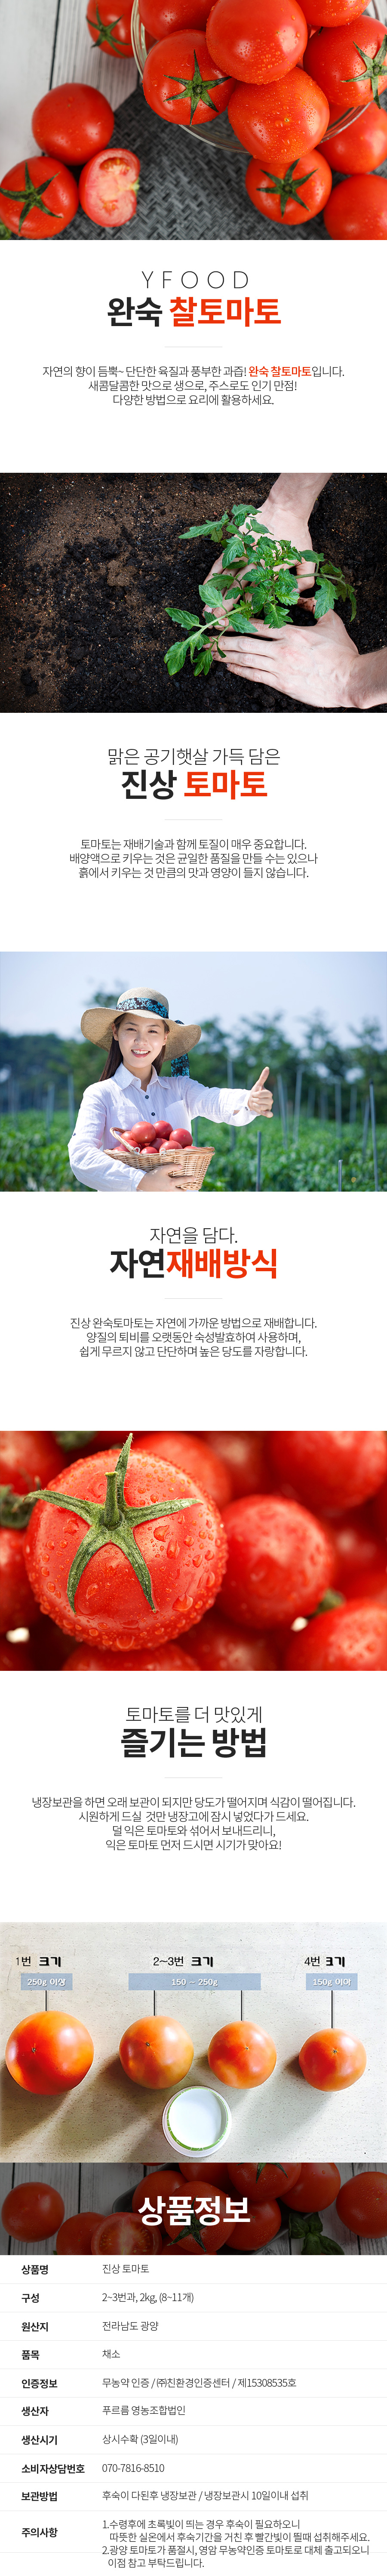 YFOOD
완숙 찰토마토
자연의 향이 듬뿍~ 단단한 육질과 풍부한 과즙! 완숙 찰토마토입니다.
새콤달콤한 맛으로 생으로, 주스로도 인기 만점!
다양한 방법으로 요리에 활용하세요.
맑은 공기햇살 가득 담은
진상 토마토
토마토는 재배기술과 함께 토질이 매우 중요합니다.
배양액으로 키우는 것은 균일한 품질을 만들 수는 있으나
흙에서 키우는 것 만큼의 맛과 영양이 들지 않습니다.
자연을 담다.
자연재배방식
진상 완숙토마토는 자연에 가까운 방법으로 재배합니다.
양질의 퇴비를 오랫동안 숙성발효하여 사용하며,
쉽게 무르지 않고 단단하며 높은 당도를 자랑합니다.
토마토를 더 맛있게
즐기는 방법
냉장보관을 하면 오래 보관이 되지만 당도가 떨어지며 식감이 떨어집니다.
시원하게 드실 것만 냉장고에 잠시 넣었다가 드세요.
덜 익은 토마토와 섞어서 보내드리니,
익은 토마토 먼저 드시면 시기가 맞아요!
1번 크기 2~3번 크기 4번 크기
250g 이상 150 ~ 250g 150g 이하
상품정보
상품명 진상 토마토
구성 2~3번과, 2kg, (8~11개)
원산지 전라남도 광양
품목 채소
인증정보 무농약 인증 / ㈜친환경인증센터 / 제15308535호
생산자 푸르름 영농조합법인
생산시기 상시수확 (3일이내)
소비자상담번호 070-7816-8510
보관방법 후숙이 다된후 냉장보관 / 냉장보관시 10일이내 섭취
주의사항 1.수령후에 초록빛이 띄는 경우 후숙이 필요하오니
따뜻한 실온에서 후숙기간을 거친 후 빨간빛이 띌때 섭취해주세요.
2.광양 토마토가 품절시, 영암 무농약인증 토마토로 대체 출고되오니
이점 참고 부탁드립니다.